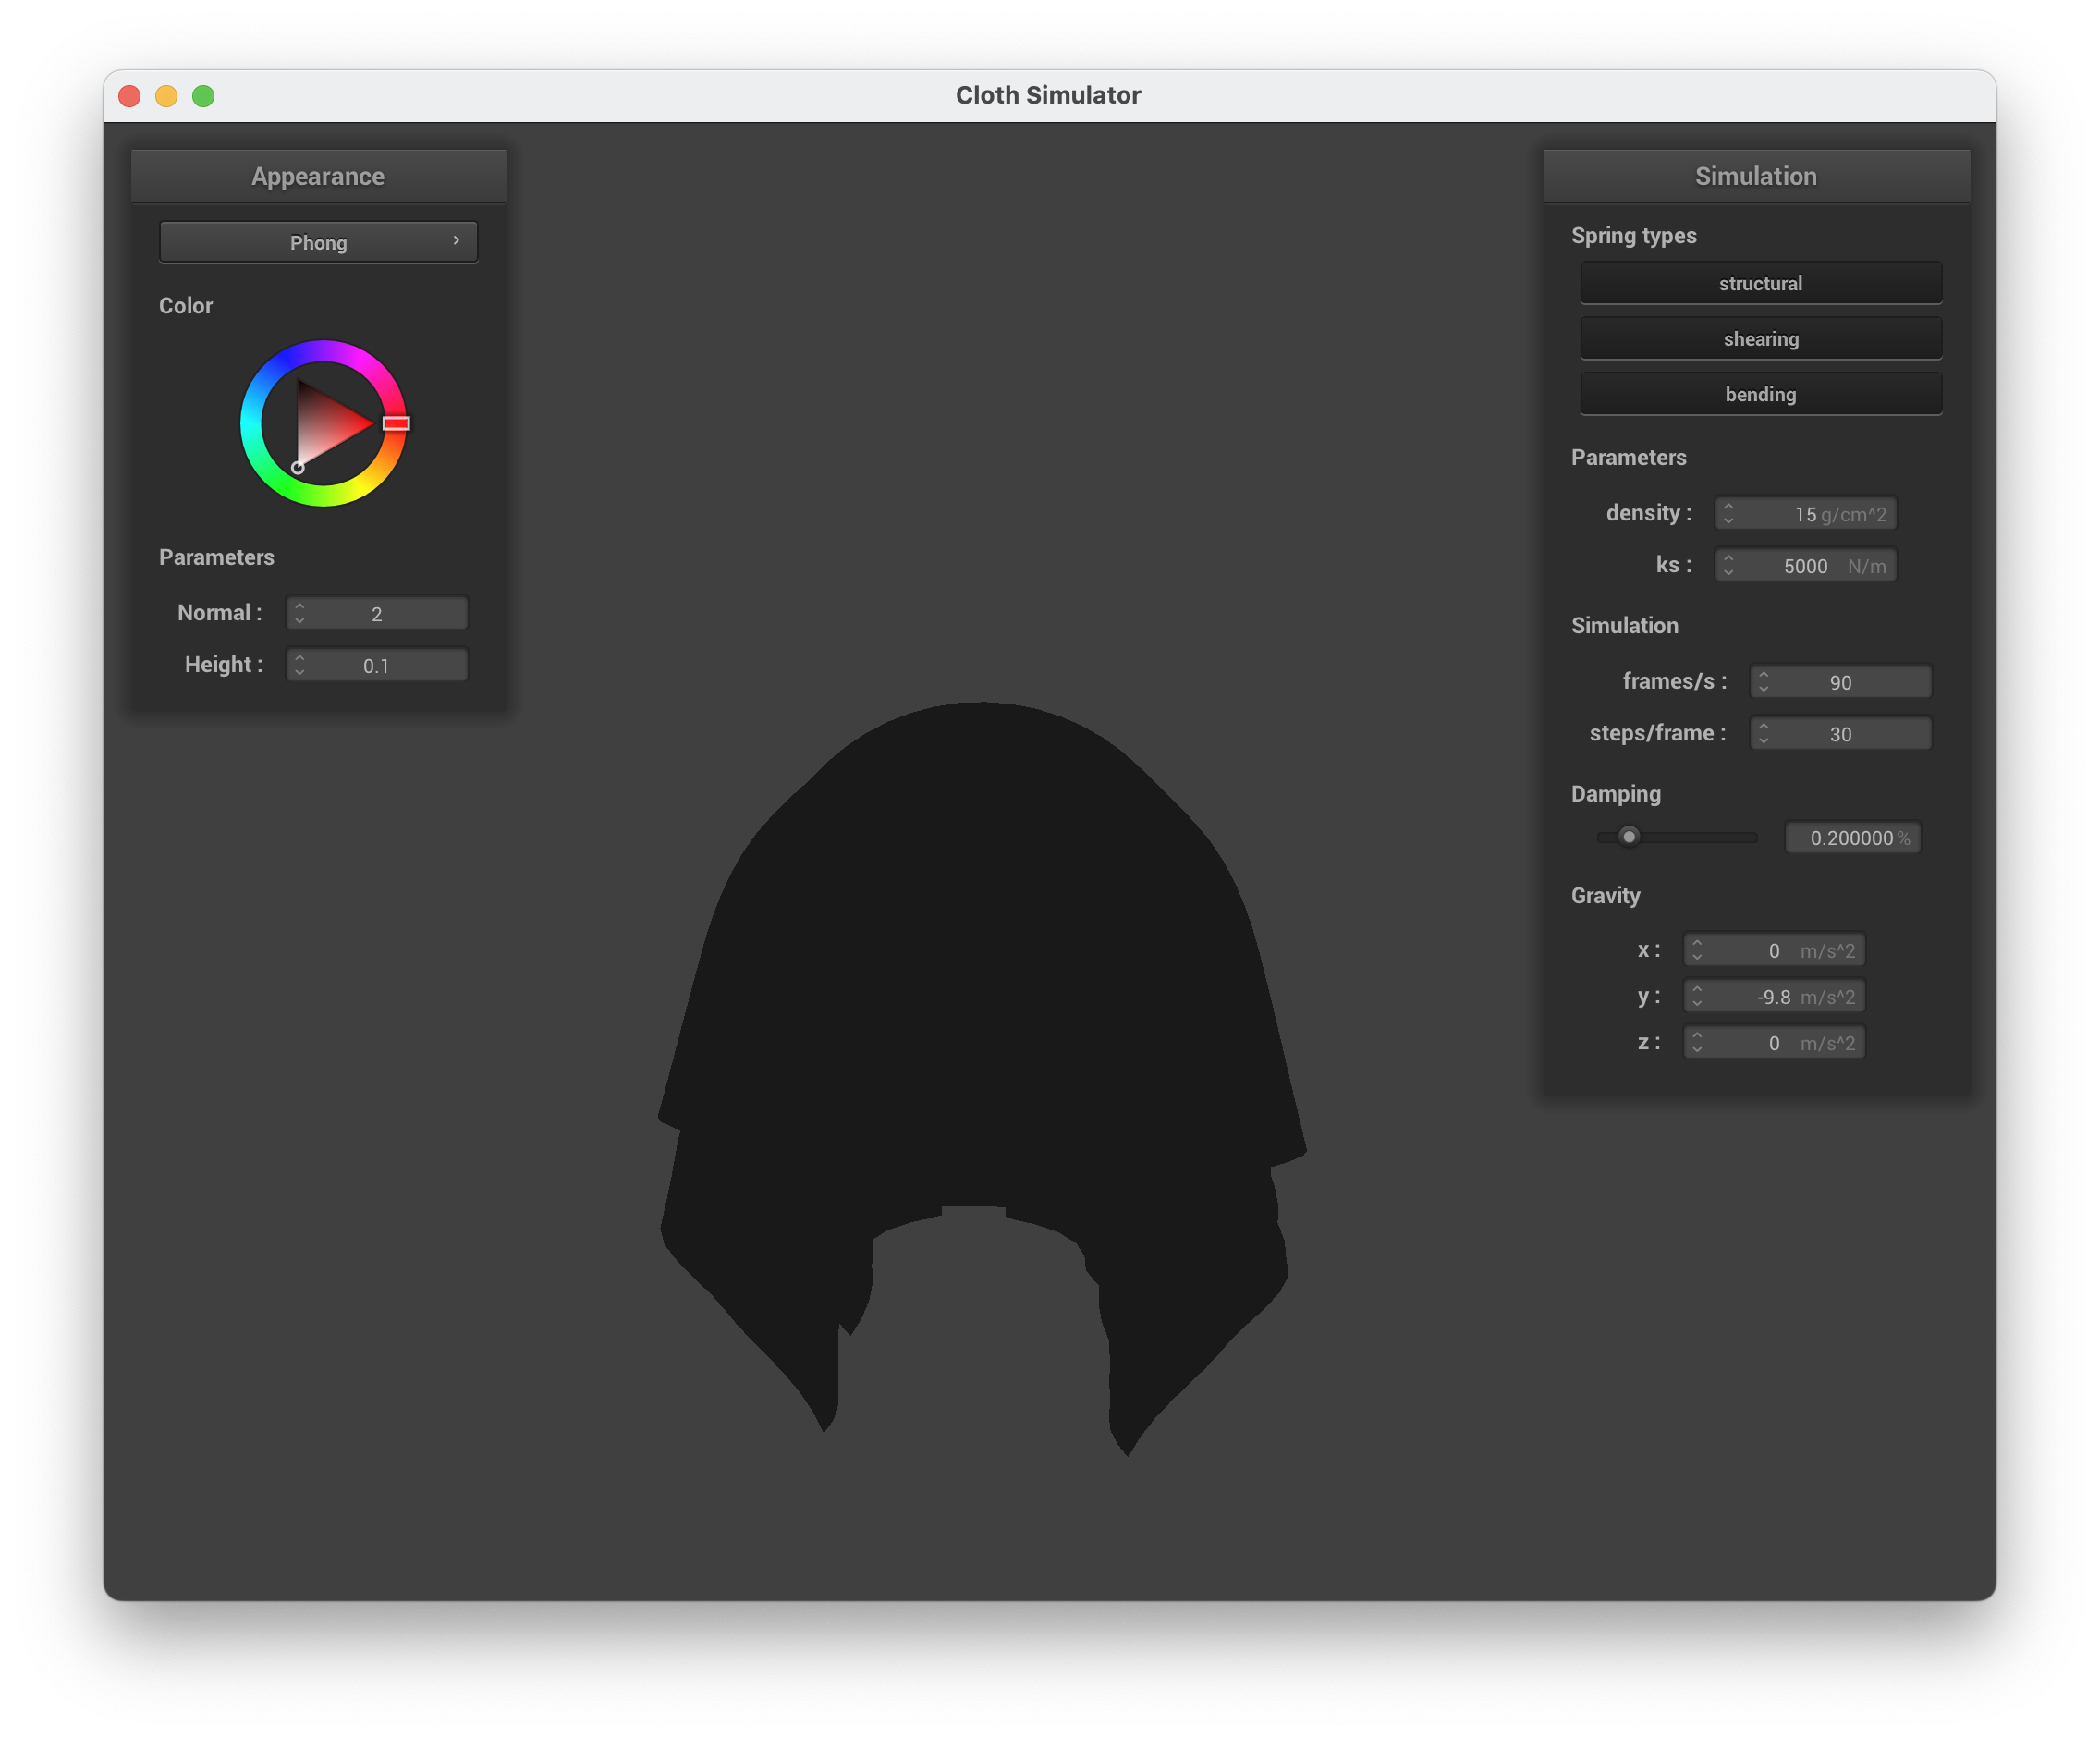 Cloth Simulator
Appearance
Phong
Color
Parameters
Normal : 2
Height : 0.1
Simulation
Spring types
structural
shearing
bending
Parameters
density : 15 g/cm^2
ks : 5000 N/m
Simulation
frames/s : 90
steps/frame : 30
Damping
0.200000 %
Gravity
x : 0 m/s^2
y : -9.8 m/s^2
z : 0 m/s^2